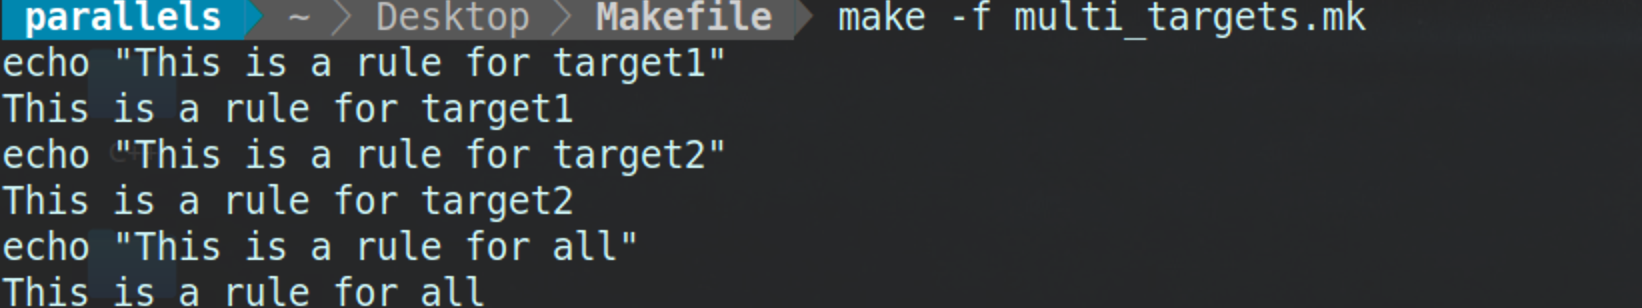 parallels ~ Desktop Makefile make -f multi_targets.mk
echo "This is a rule for target1"
This is a rule for target1
echo "This is a rule for target2"
This is a rule for target2
echo "This is a rule for all"
This is a rule for all